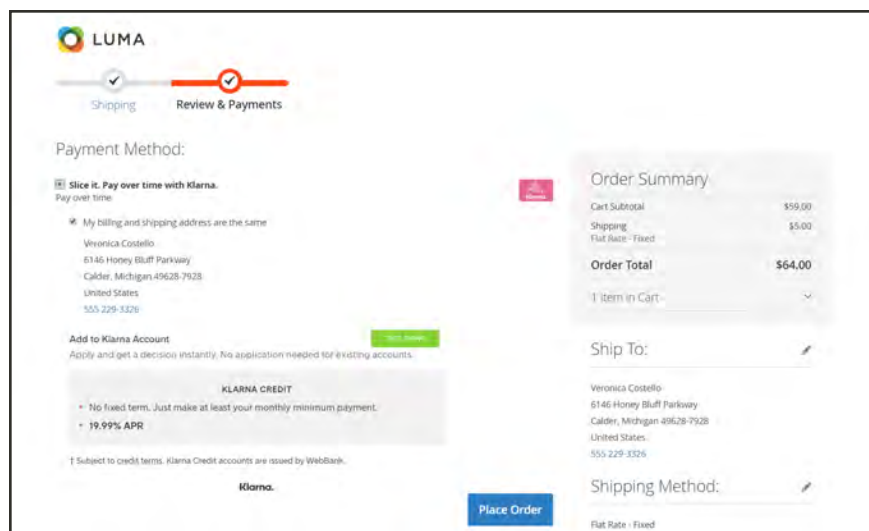 LUMA
Shipping
Review & Payments
Payment Method:
Slice it. Pay over time with Klarna.
Pay over time.
Klarna
My billing and shipping address are the same
Veronica Costello
6146 Honey Bluff Parkway
Calder, Michigan 49628-7928
United States
555 229-3326
Add to Klarna Account
Apply and get a decision instantly. No application needed for existing accounts.
KLARNA CREDIT
• No fixed term. Just make at least your monthly minimum payment.
• 19.99% APR
† Subject to credit terms. Klarna Credit accounts are issued by WebBank.
Klarna.
Place Order
Order Summary
Cart Subtotal $59.00
Shipping $5.00
Flat Rate - Fixed
Order Total $64.00
1 Item in Cart
Ship To:
Veronica Costello
6146 Honey Bluff Parkway
Calder, Michigan 49628-7928
United States
555 229-3326
Shipping Method:
Flat Rate - Fixed